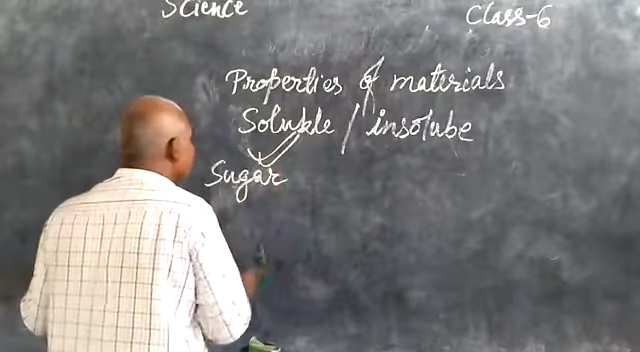 Science Class-6
Properties of materials
Soluble / insolube
Sugar